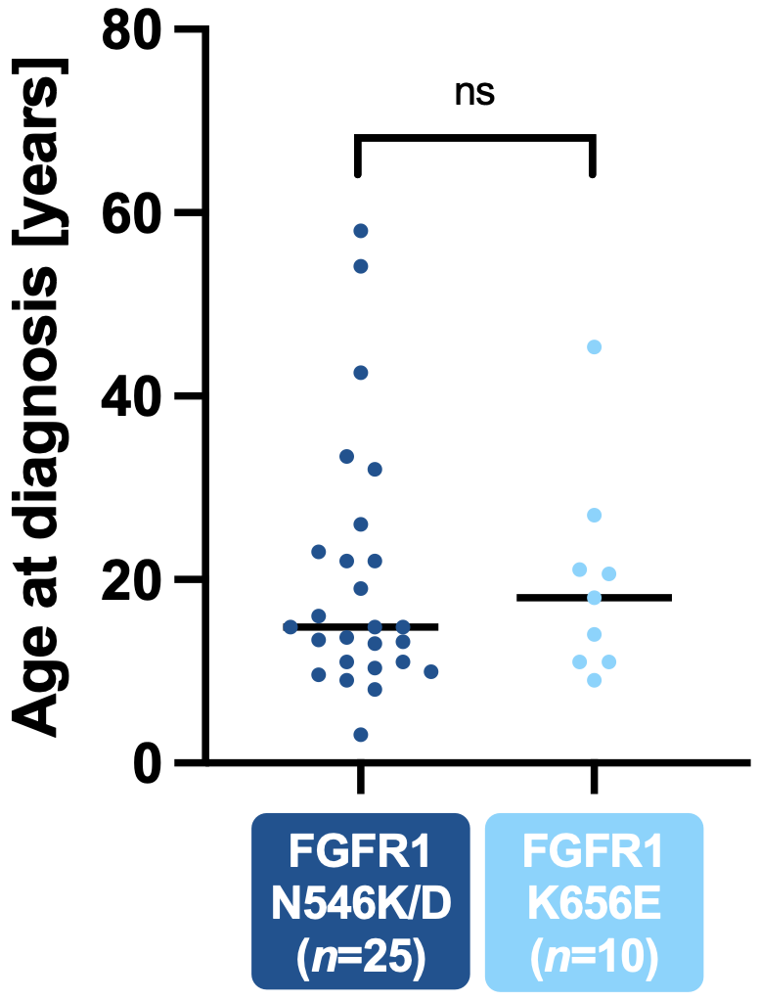 80
ns
60
40
20
0
Age at diagnosis [years]
FGFR1
N546K/D
(n=25)
FGFR1
K656E
(n=10)